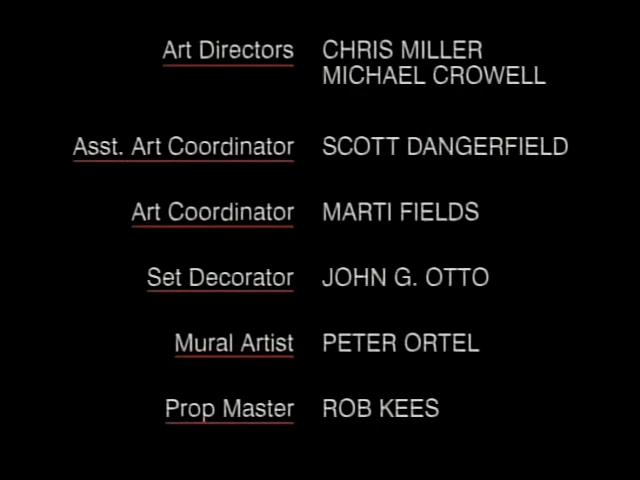 Art Directors CHRIS MILLER
MICHAEL CROWELL
Asst. Art Coordinator SCOTT DANGERFIELD
Art Coordinator MARTI FIELDS
Set Decorator JOHN G. OTTO
Mural Artist PETER ORTEL
Prop Master ROB KEES